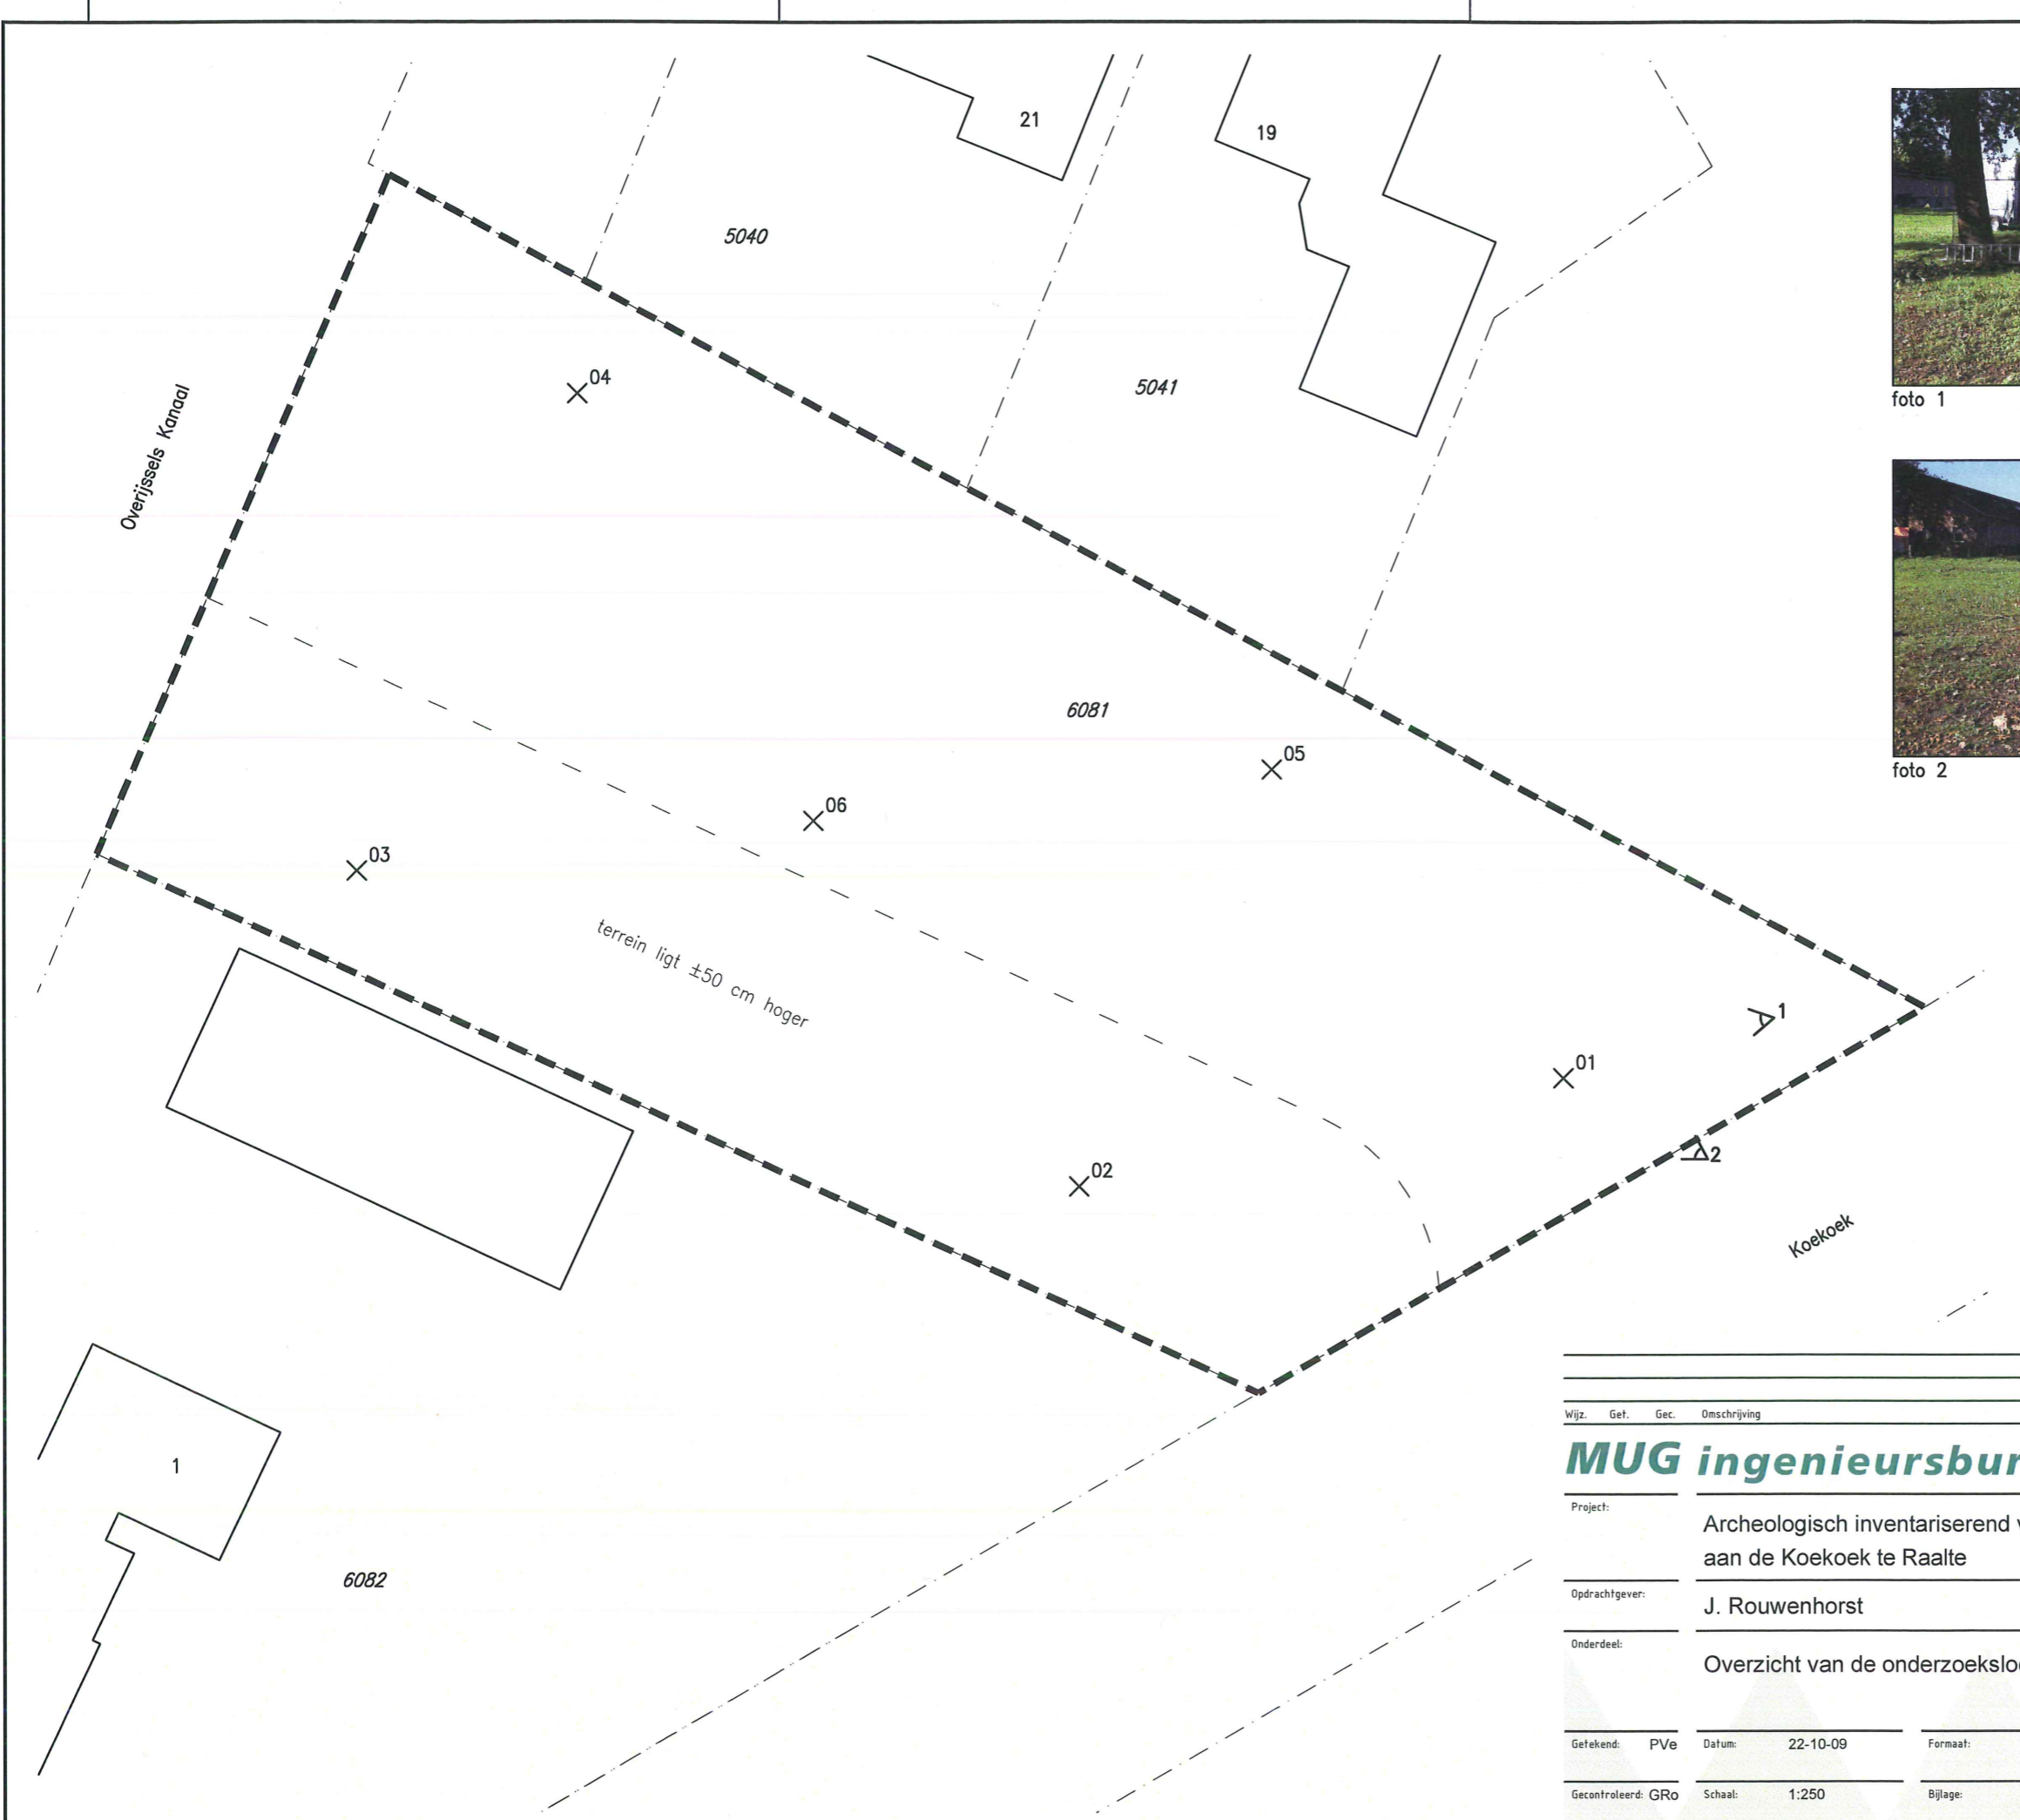 21
19
5040
04
5041
foto 1
Overijssels Kanaal
6081
05
foto 2
06
03
terrein ligt ±50 cm hoger
1
01
2
02
Koekoek
Wijz. Get. Gec. Omschrijving
MUG
1
Project:
Archeologisch inventariserend
aan de Koekoek te Raalte
6082
Opdrachtgever:
J. Rouwenhorst
Onderdeel:
Overzicht van de
Getekend: PVe Datum: 22-10-09 Formaat:
Gecontroleerd: GRo Schaal: 1:250 Bijlage: